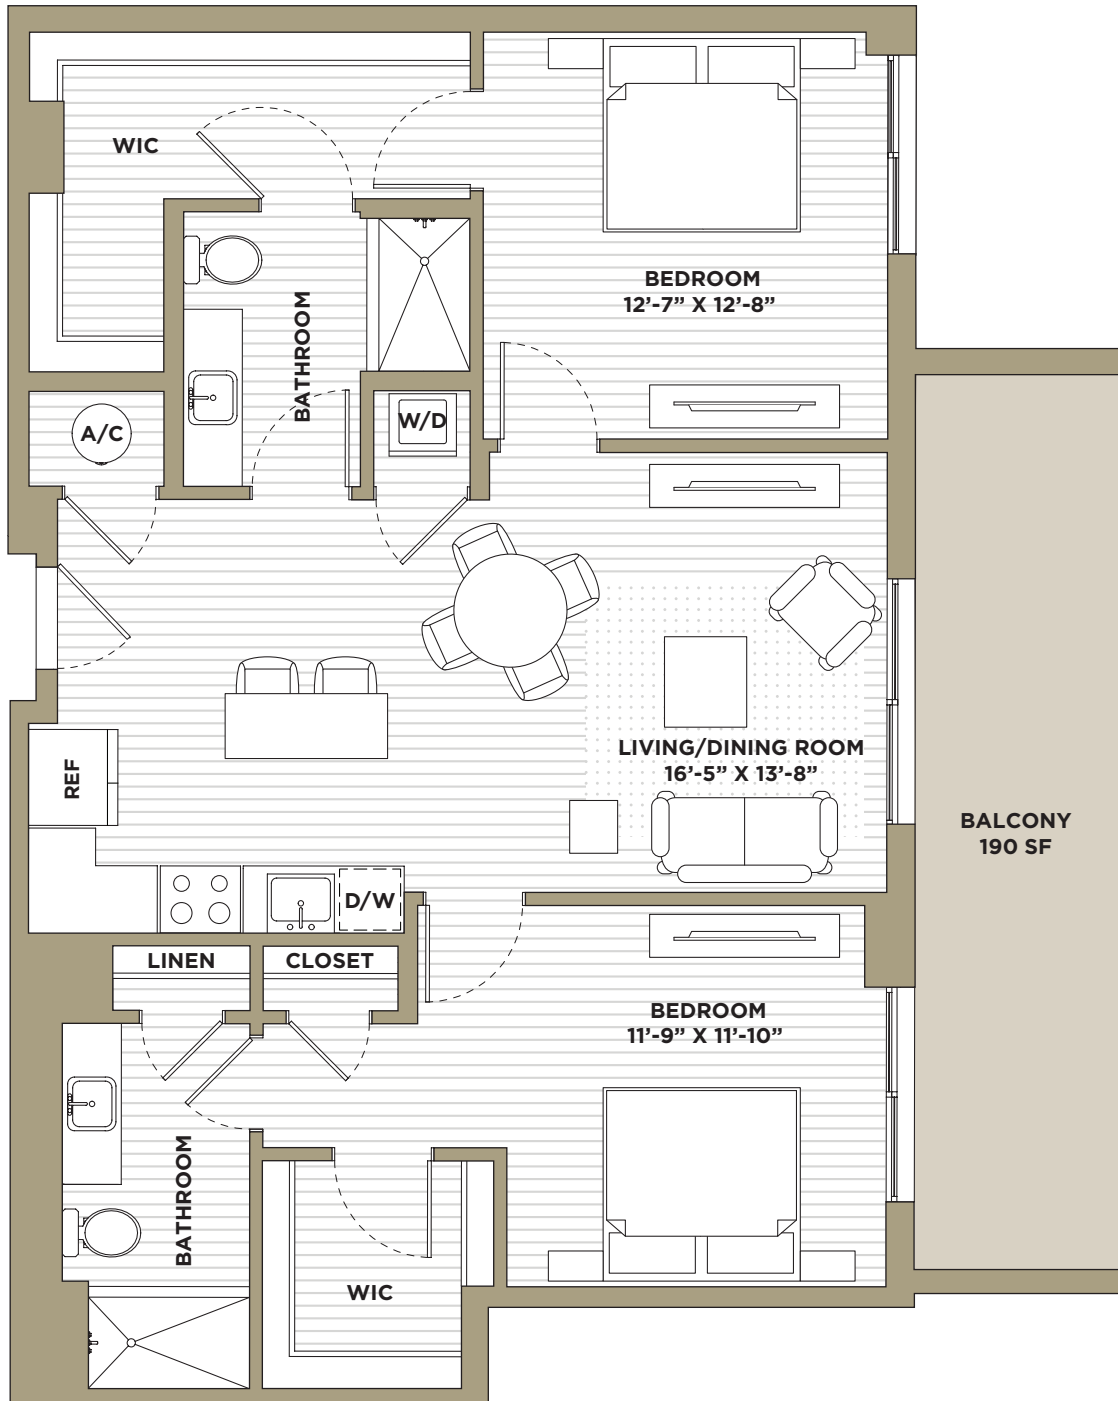 WIC
BEDROOM
12’-7” X 12’-8”
BATHROOM
A/C
W/D
LIVING/DINING ROOM
16’-5” X 13’-8”
REF
BALCONY
190 SF
D/W
LINEN
CLOSET
BEDROOM
11’-9” X 11’-10”
BATHROOM
WIC